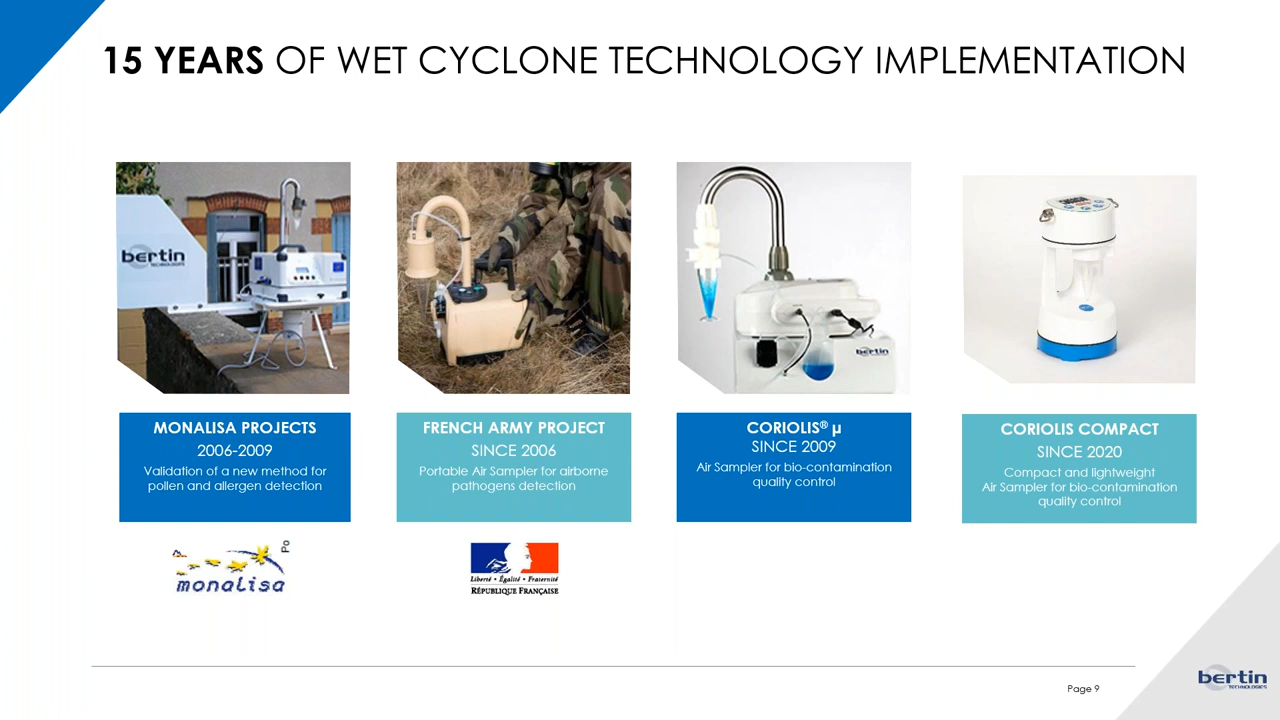 15 YEARS OF WET CYCLONE TECHNOLOGY IMPLEMENTATION
bertin
TECHNOLOGIES
bertin
MONALISA PROJECTS
2006-2009
Validation of a new method for
pollen and allergen detection
FRENCH ARMY PROJECT
SINCE 2006
Portable Air Sampler for airborne
pathogens detection
CORIOLIS® µ
SINCE 2009
Air Sampler for bio-contamination
quality control
CORIOLIS COMPACT
SINCE 2020
Compact and lightweight
Air Sampler for bio-contamination
quality control
Po
monalisa
Liberté • Égalité • Fraternité
RÉPUBLIQUE FRANÇAISE
Page 9
bertin
TECHNOLOGIES